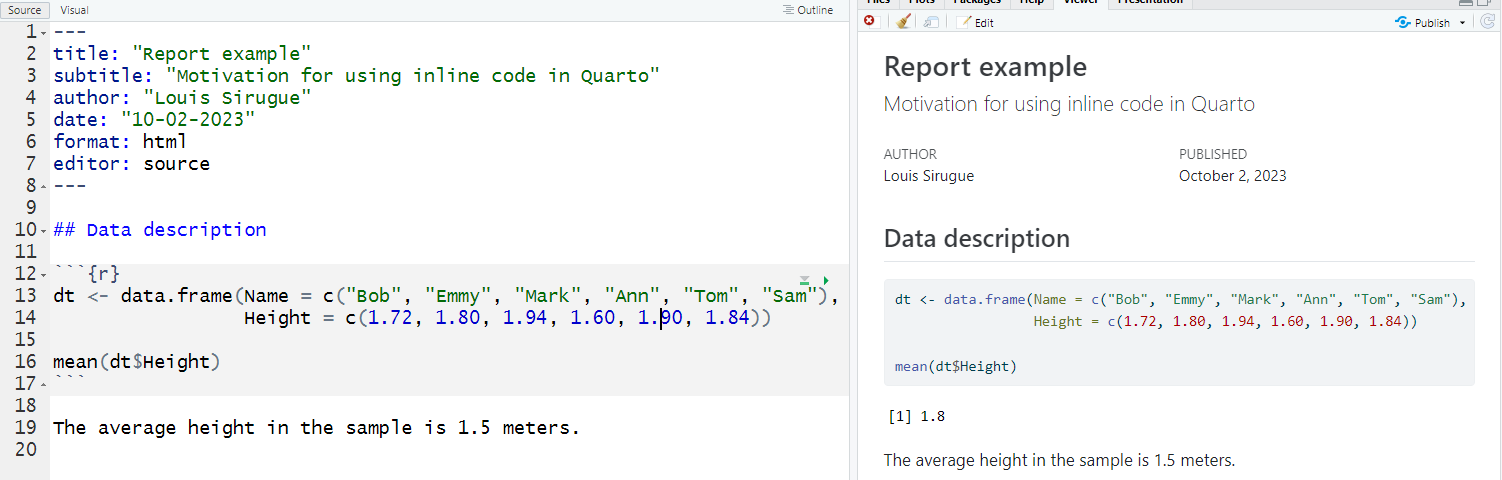 Source Visual Outline
1 ---
2 title: "Report example"
3 subtitle: "Motivation for using inline code in Quarto"
4 author: "Louis Sirugue"
5 date: "10-02-2023"
6 format: html
7 editor: source
8 ---
9
10 ## Data description
11
12 ```{r}
13 dt <- data.frame(Name = c("Bob", "Emmy", "Mark", "Ann", "Tom", "Sam"),
14 Height = c(1.72, 1.80, 1.94, 1.60, 1.90, 1.84))
15
16 mean(dt$Height)
17 ```
18
19 The average height in the sample is 1.5 meters.
20
Files Plots Packages Help Viewer Presentation
Edit Publish
Report example
Motivation for using inline code in Quarto
AUTHOR PUBLISHED
Louis Sirugue October 2, 2023
Data description
dt <- data.frame(Name = c("Bob", "Emmy", "Mark", "Ann", "Tom", "Sam"),
Height = c(1.72, 1.80, 1.94, 1.60, 1.90, 1.84))
mean(dt$Height)
[1] 1.8
The average height in the sample is 1.5 meters.